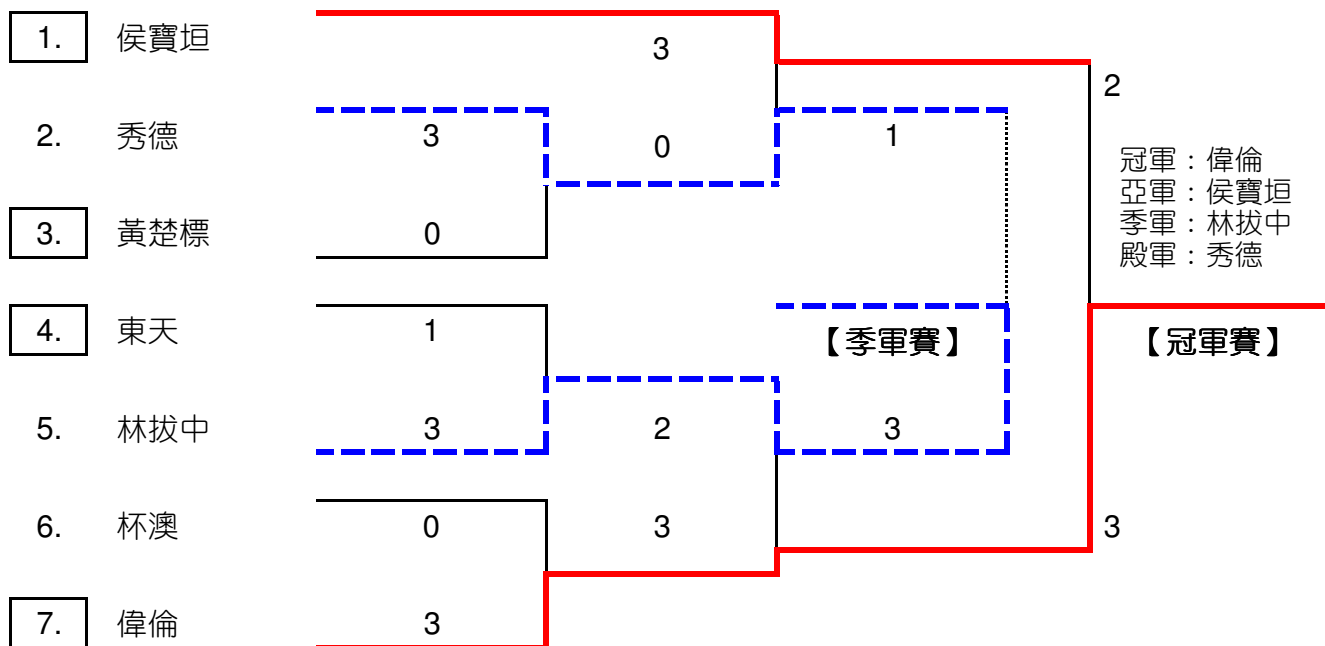 1. 侯寶垣
3
2
2. 秀德
3
0
1
冠軍：偉倫
亞軍：侯寶垣
季軍：林拔中
殿軍：秀德
3. 黃楚標
0
4. 東天
1
【季軍賽】
【冠軍賽】
5. 林拔中
3
2
3
6. 杯澳
0
3
3
7. 偉倫
3